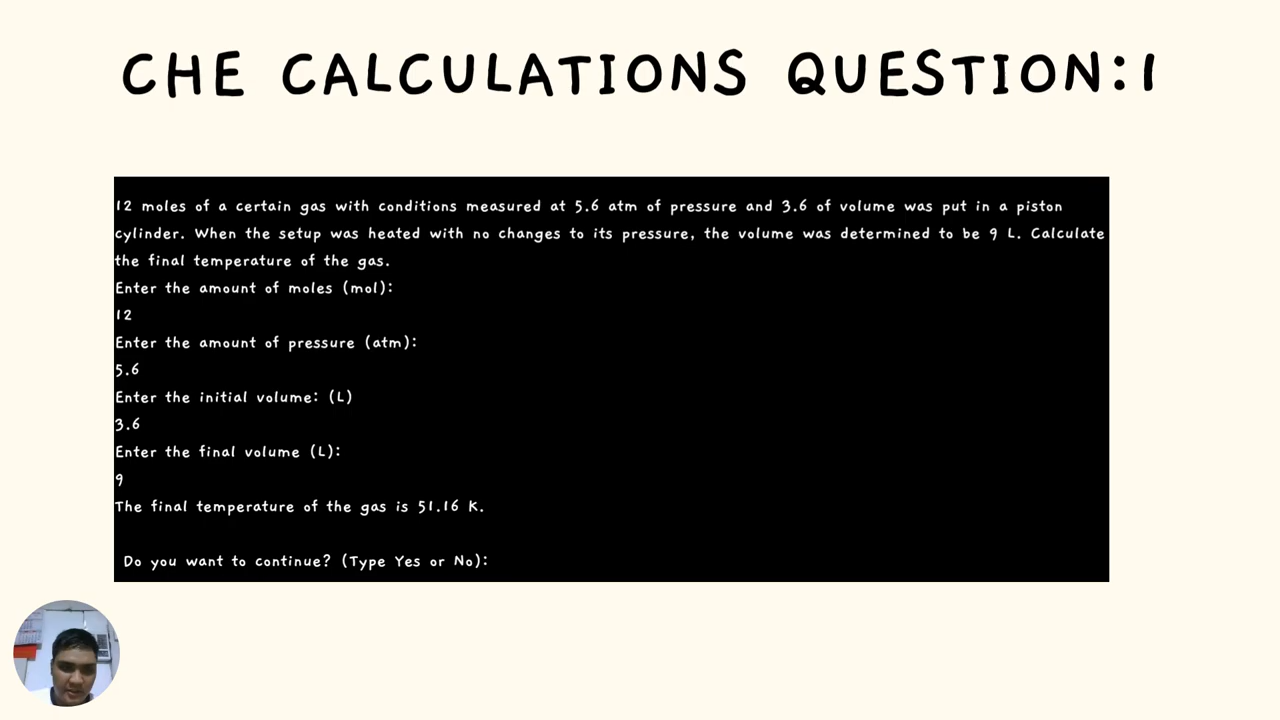 CHE CALCULATIONS QUESTION:1
12 moles of a certain gas with conditions measured at 5.6 atm of pressure and 3.6 of volume was put in a piston
cylinder. When the setup was heated with no changes to its pressure, the volume was determined to be 9 L. Calculate
the final temperature of the gas.
Enter the amount of moles (mol):
12
Enter the amount of pressure (atm):
5.6
Enter the initial volume: (L)
3.6
Enter the final volume (L):
9
The final temperature of the gas is 51.16 K.
Do you want to continue? (Type Yes or No):